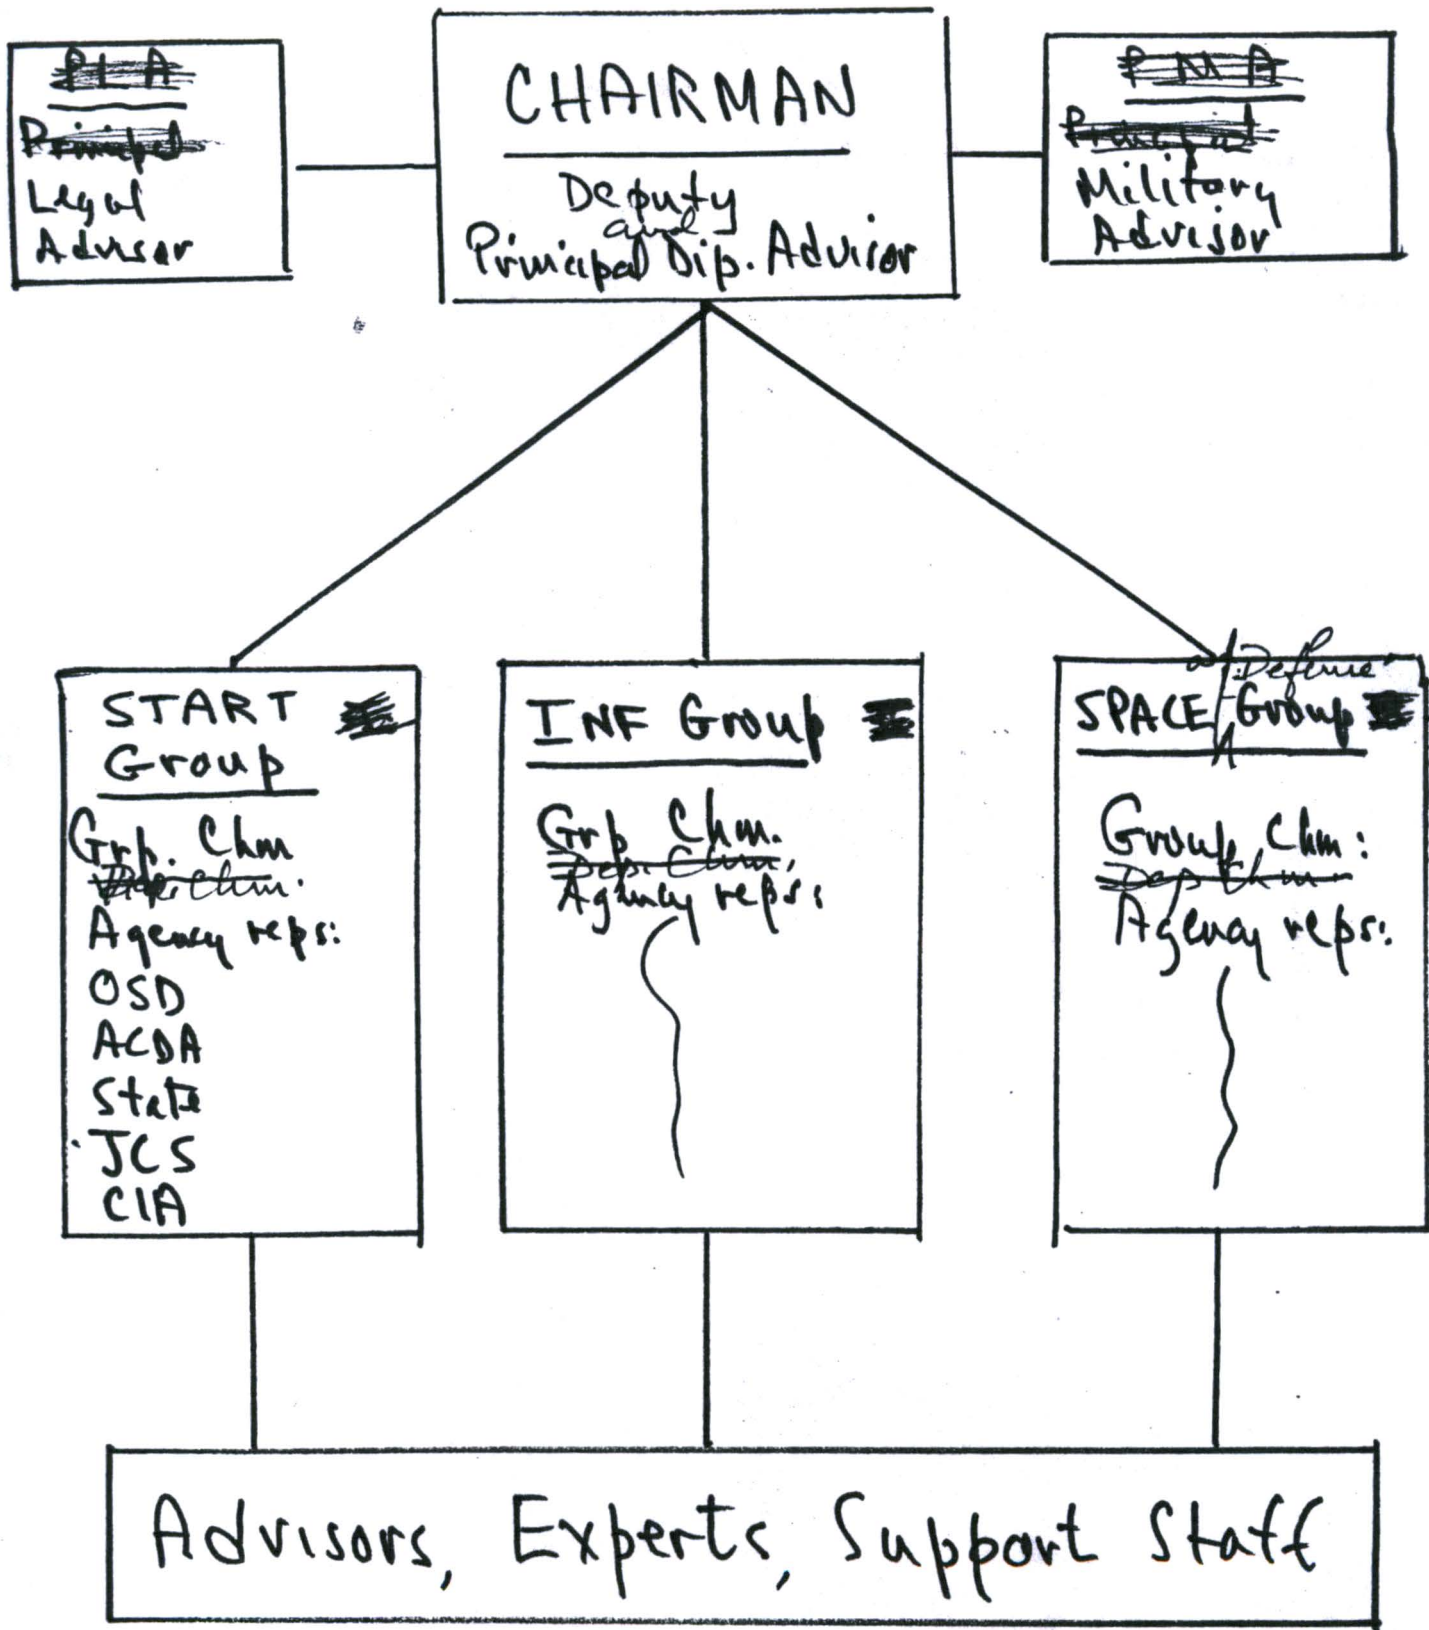 PLA
Principal
Legal
Advisor
CHAIRMAN
Deputy
and
Principal Dip. Advisor
PMA
Principal
Military
Advisor
START
Group
Grp. Chm
Dep. Chm.
Agency reps:
OSD
ACDA
State
JCS
CIA
INF Group
Grp Chm.
Dep. Chm.
Agency reps:
Defense
SPACE/Group
Group Chm:
Dep Chm
Agency reps:
Advisors, Experts, Support Staff